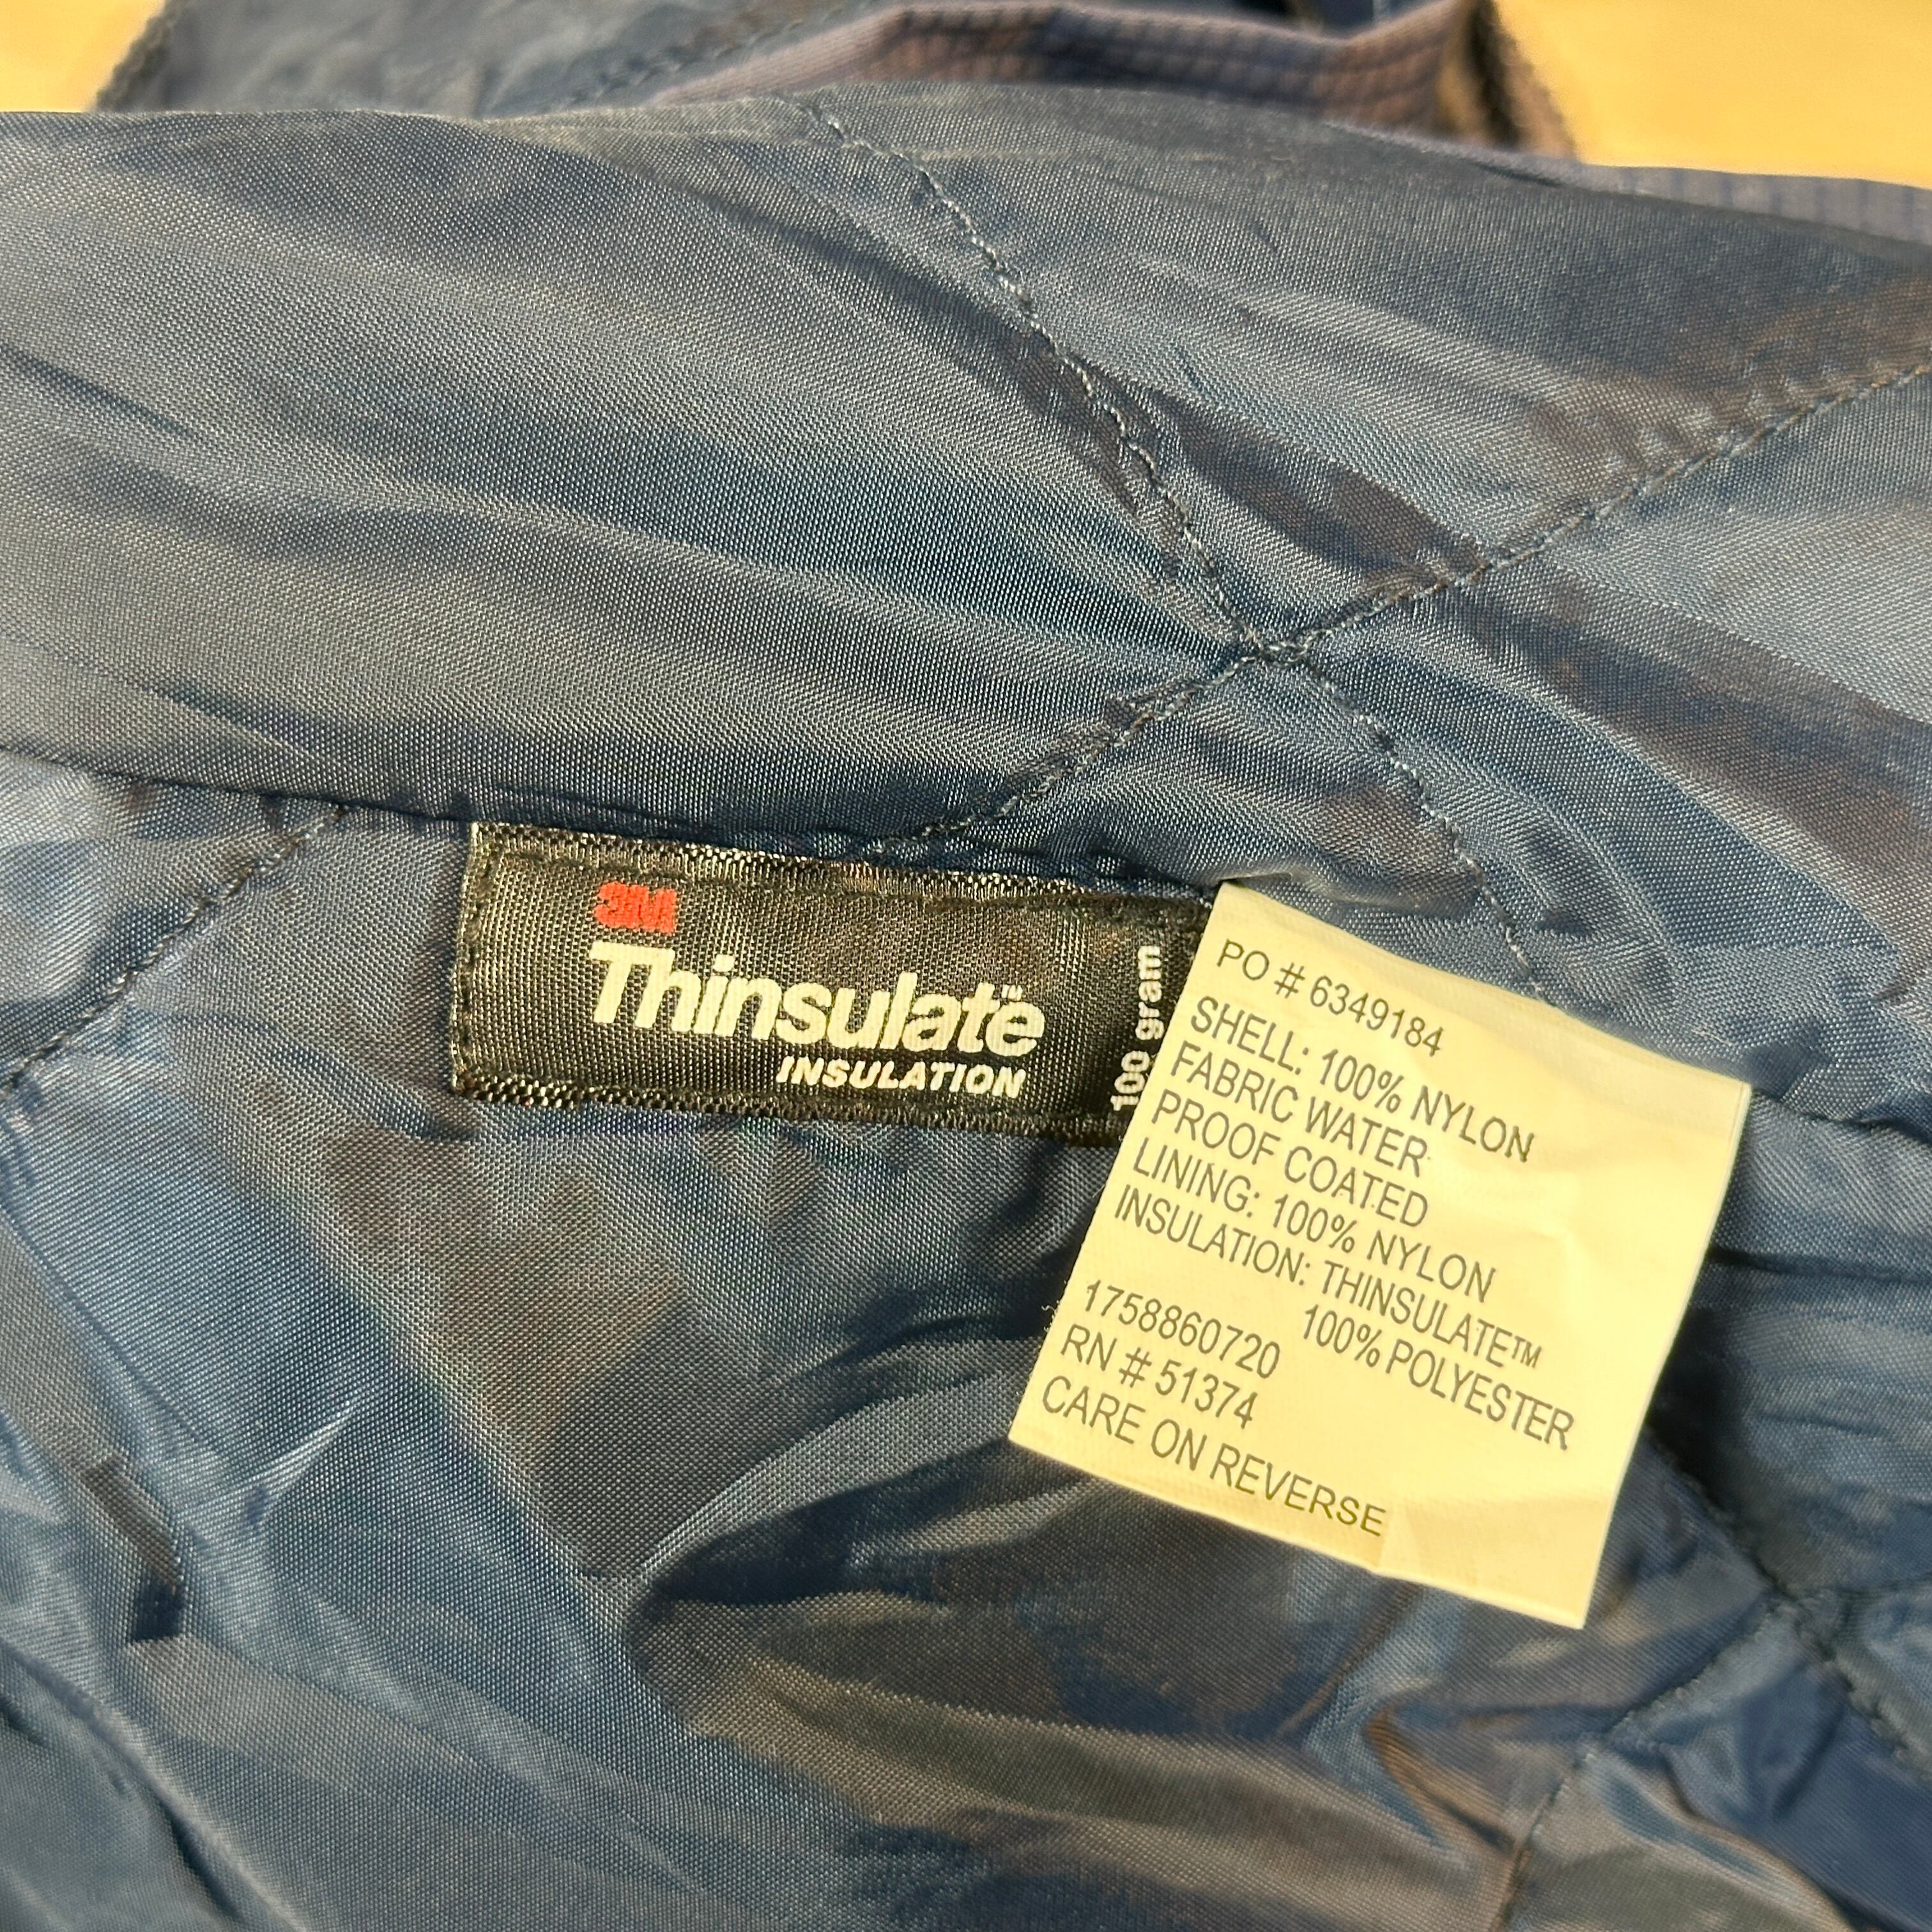 3M
Thinsulate™
INSULATION
100 gram
PO # 6349184
SHELL: 100% NYLON
FABRIC WATER
PROOF COATED
LINING: 100% NYLON
INSULATION: THINSULATE™
100% POLYESTER
1758860720
RN # 51374
CARE ON REVERSE